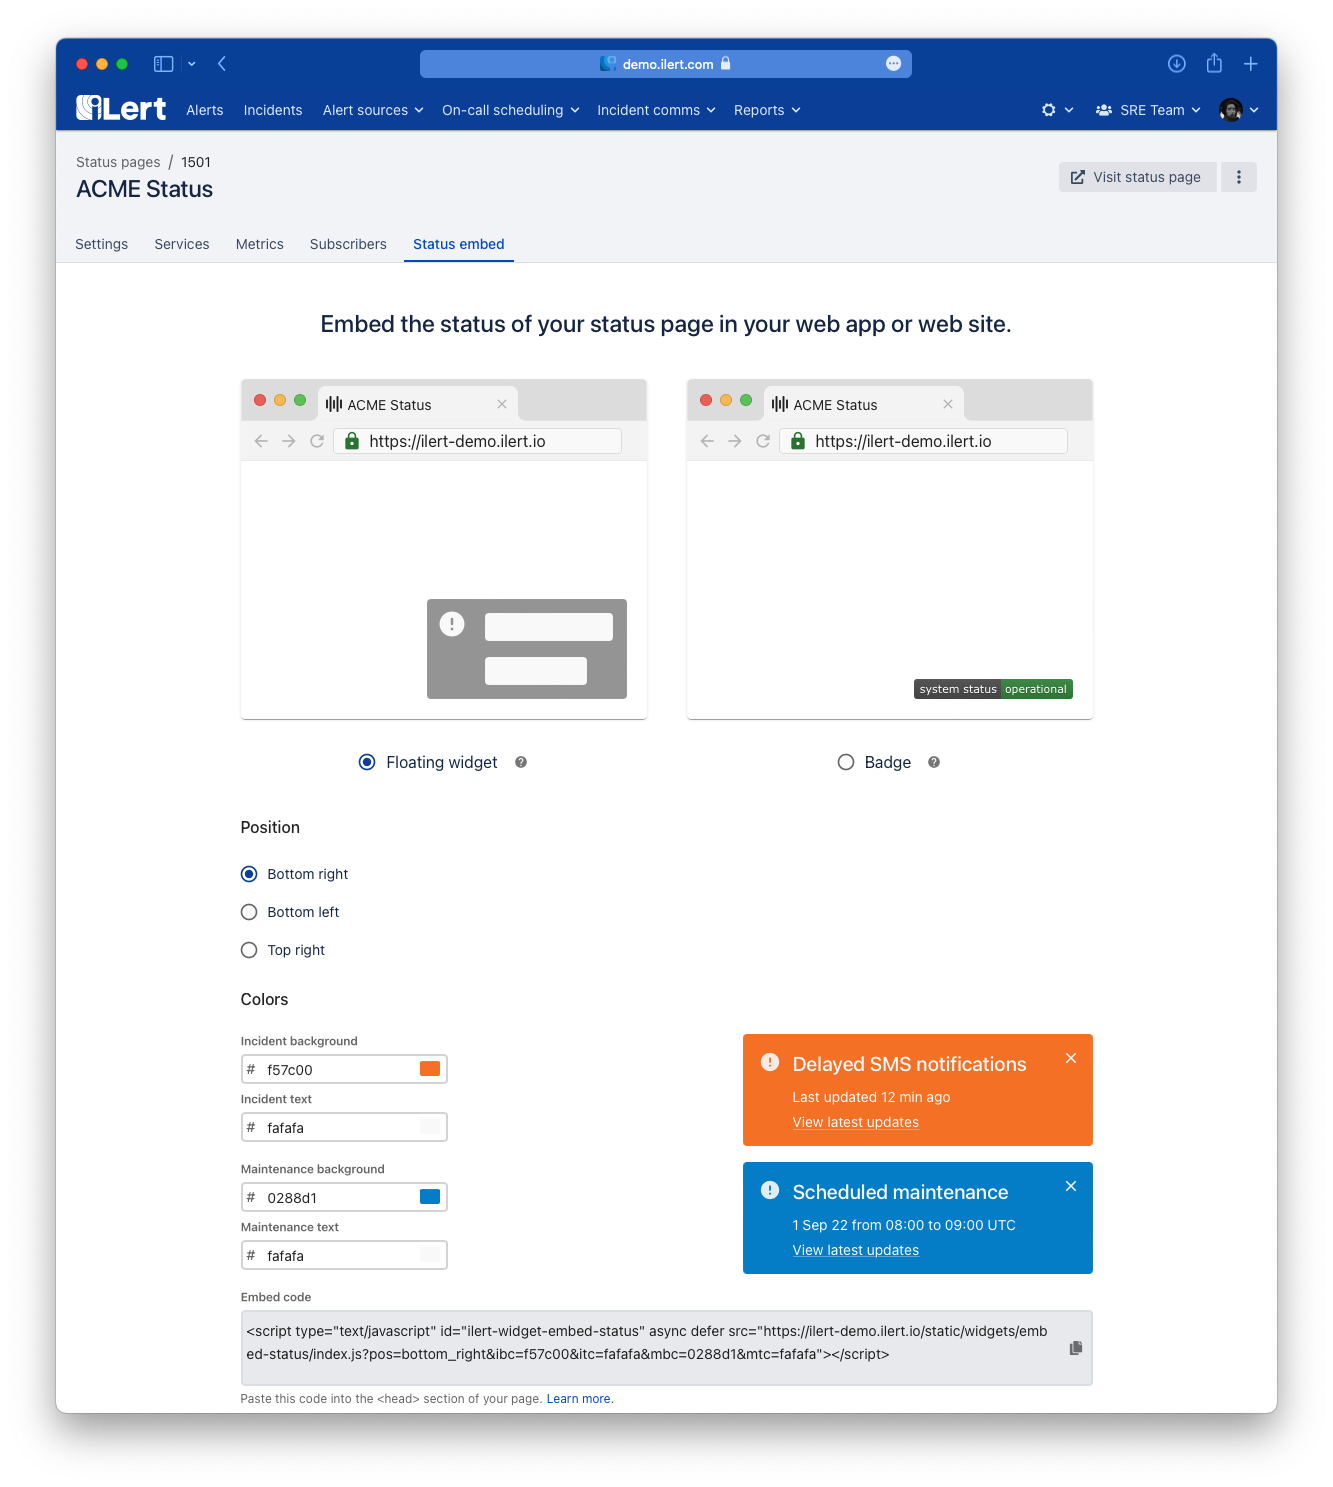 demo.ilert.com
iLert Alerts Incidents Alert sources On-call scheduling Incident comms Reports SRE Team
Status pages / 1501
ACME Status
Visit status page
Settings Services Metrics Subscribers Status embed
Embed the status of your status page in your web app or web site.
ACME Status
https://ilert-demo.ilert.io
ACME Status
https://ilert-demo.ilert.io
system status operational
Floating widget
Badge
Position
Bottom right
Bottom left
Top right
Colors
Incident background
# f57c00
Incident text
# fafafa
Delayed SMS notifications
Last updated 12 min ago
View latest updates
Maintenance background
# 0288d1
Maintenance text
# fafafa
Scheduled maintenance
1 Sep 22 from 08:00 to 09:00 UTC
View latest updates
Embed code
<script type="text/javascript" id="ilert-widget-embed-status" async defer src="https://ilert-demo.ilert.io/static/widgets/emb
ed-status/index.js?pos=bottom_right&ibc=f57c00&itc=fafafa&mbc=0288d1&mtc=fafafa"></script>
Paste this code into the <head> section of your page. Learn more.